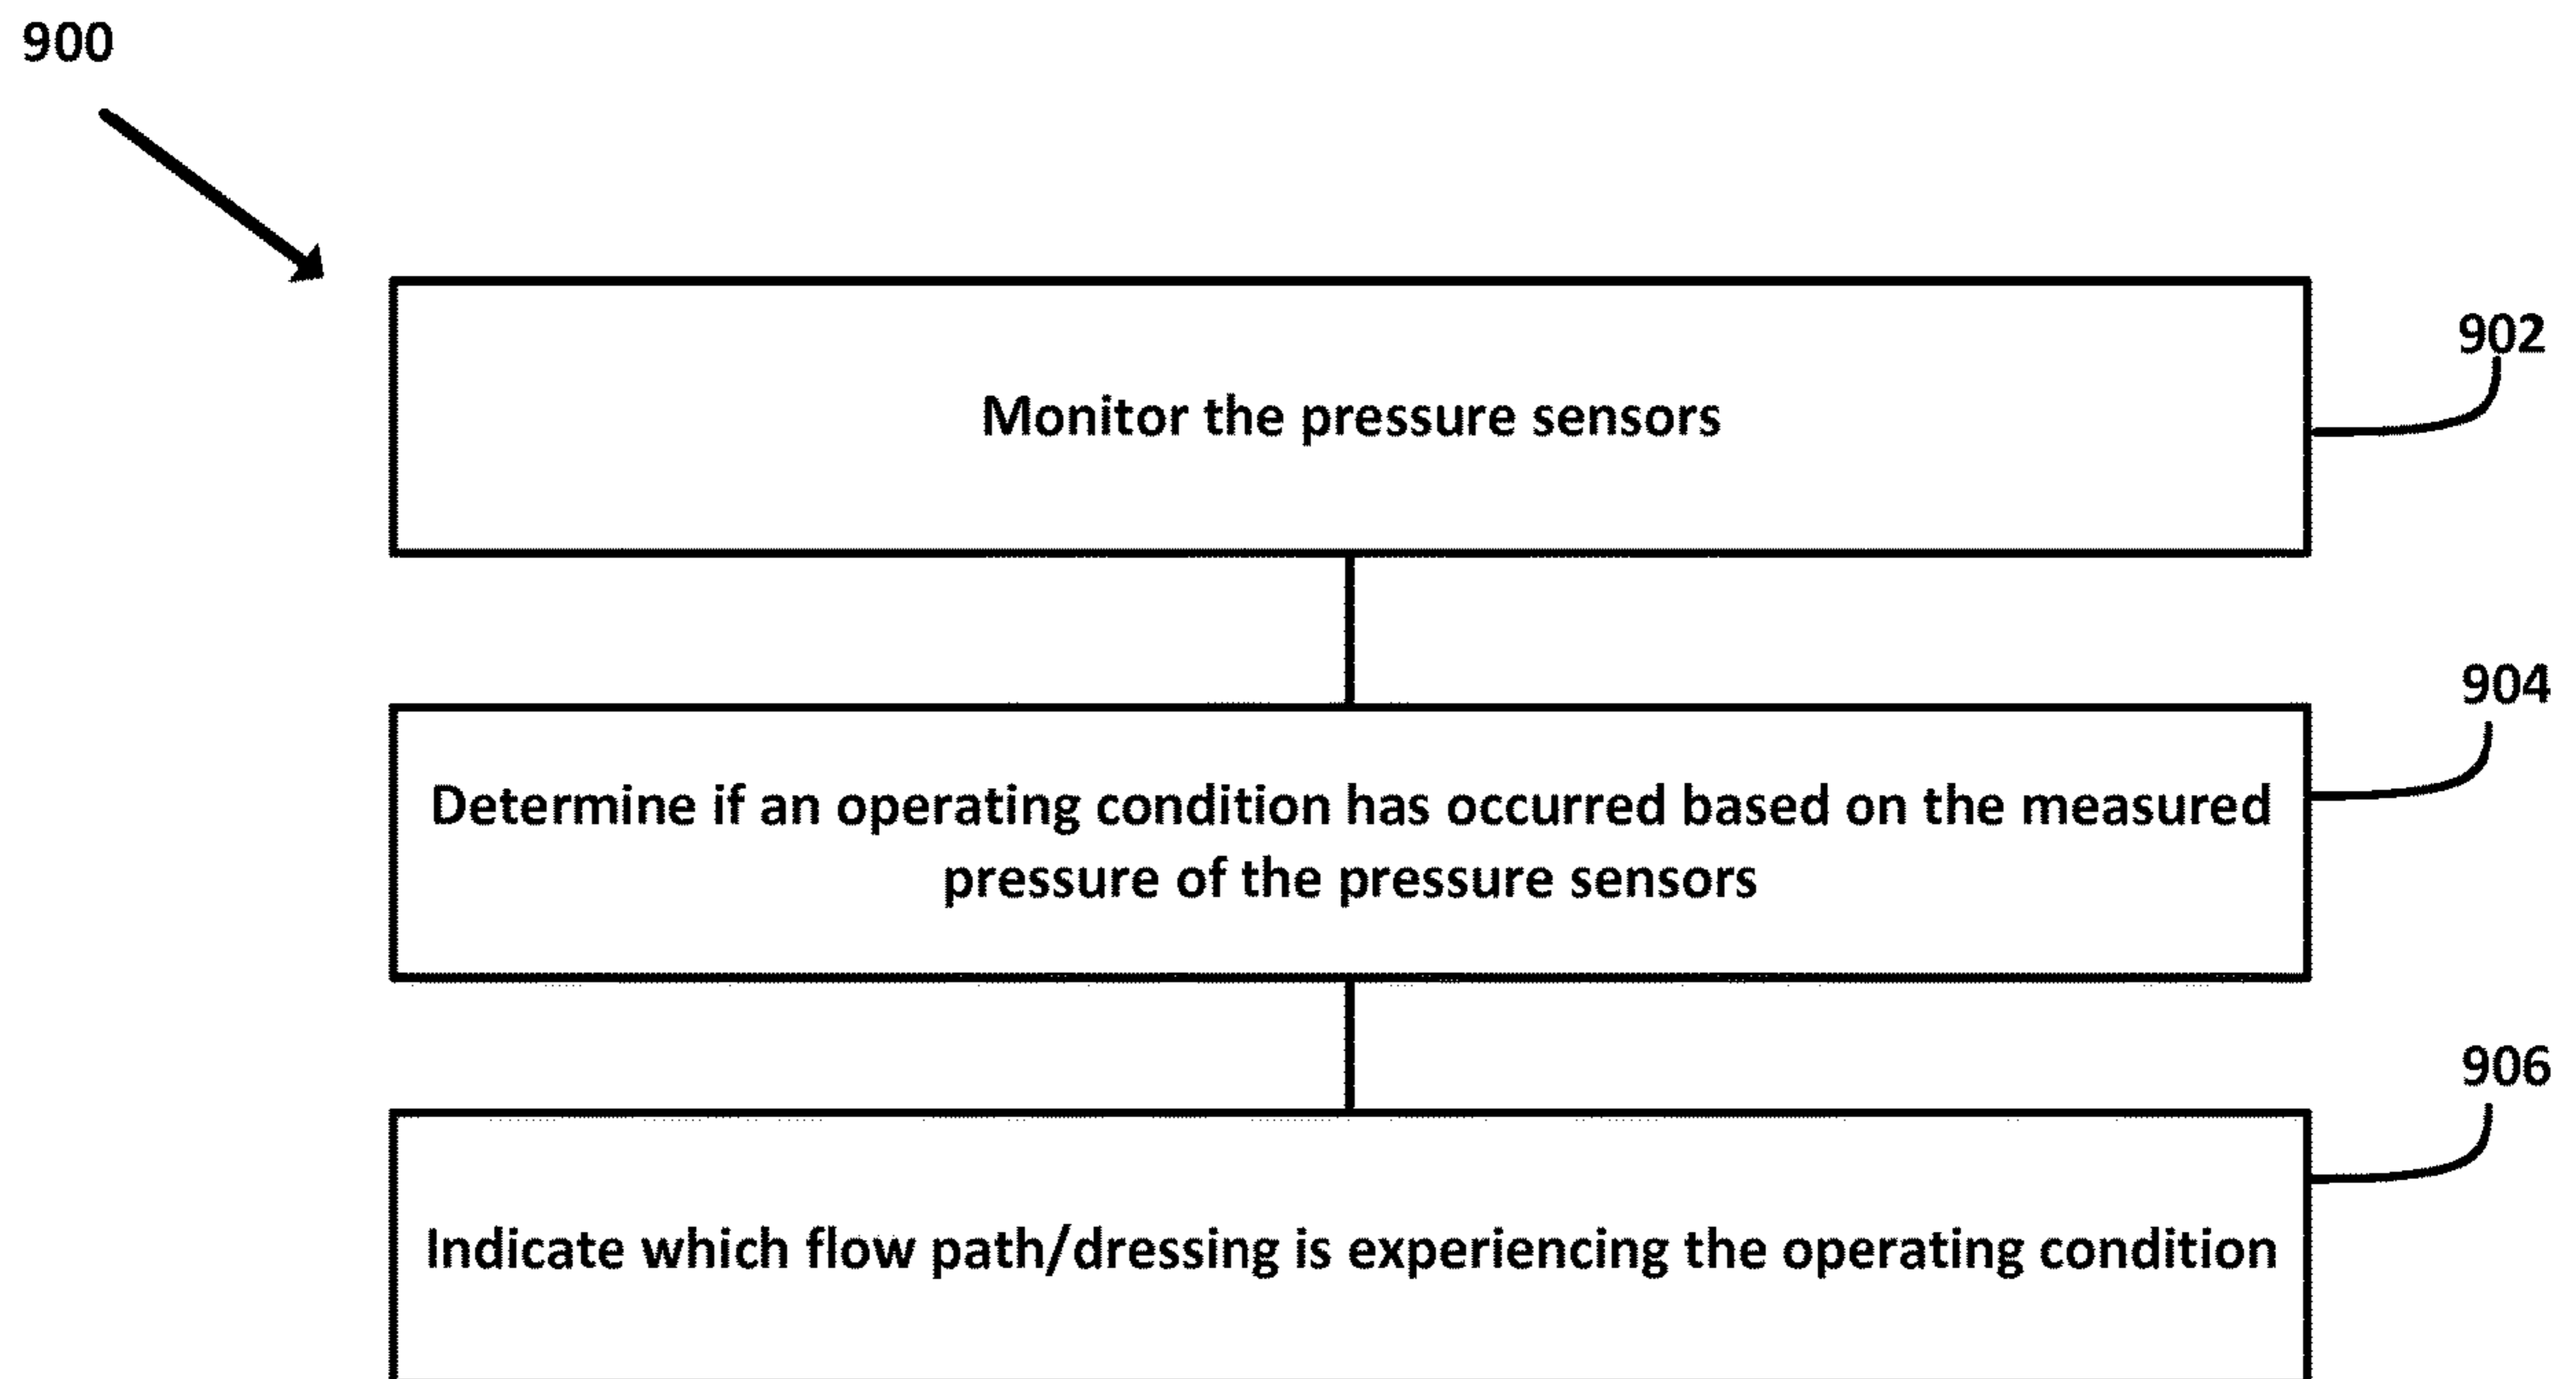 900
902
Monitor the pressure sensors
904
Determine if an operating condition has occurred based on the measured
pressure of the pressure sensors
906
Indicate which flow path/dressing is experiencing the operating condition